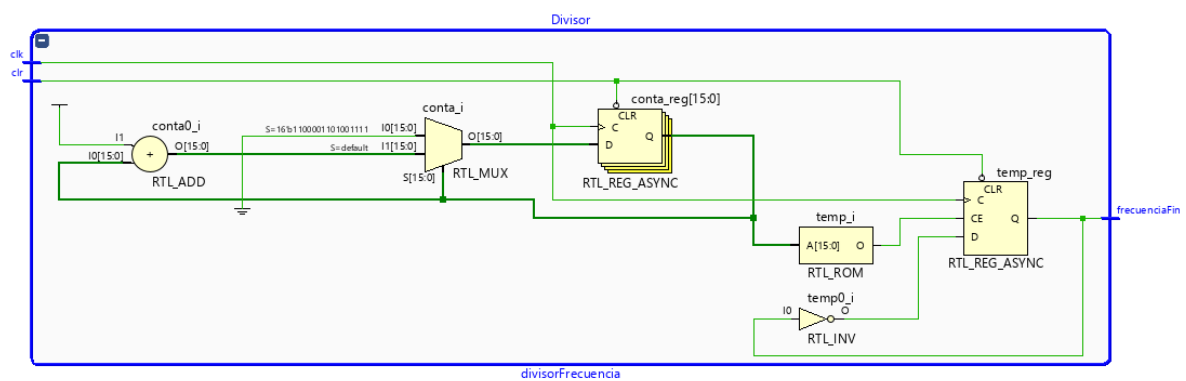 Divisor
clk
clr
conta_reg[15:0]
CLR
C
Q
D
RTL_REG_ASYNC
conta_i
S=16'b1100001101001111
I0[15:0]
S=default
I1[15:0]
O[15:0]
S[15:0]
RTL_MUX
conta0_i
I1
I0[15:0]
+
O[15:0]
RTL_ADD
temp_reg
CLR
C
CE
Q
D
RTL_REG_ASYNC
frecuenciaFin
temp_i
A[15:0]
O
RTL_ROM
temp0_i
I0
O
RTL_INV
divisorFrecuencia